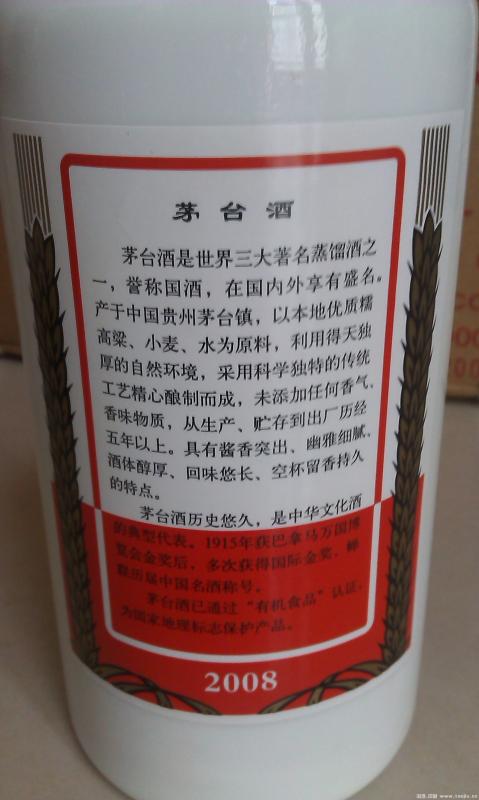 茅台酒
茅台酒是世界三大著名蒸馏酒之
一，誉称国酒，在国内外享有盛名。
产于中国贵州茅台镇，以本地优质糯
高粱、小麦、水为原料，利用得天独
厚的自然环境，采用科学独特的传统
工艺精心酿制而成，未添加任何香气、
香味物质，从生产、贮存到出厂历经
五年以上。具有酱香突出、幽雅细腻、
酒体醇厚、回味悠长、空杯留香持久
的特点。
茅台酒历史悠久，是中华文化酒
的典型代表。1915年获巴拿马万国博
览会金奖后，多次获得国际金奖，蝉
联历届中国名酒称号。
茅台酒已通过“有机食品”认证，
为国家地理标志保护产品。
2008